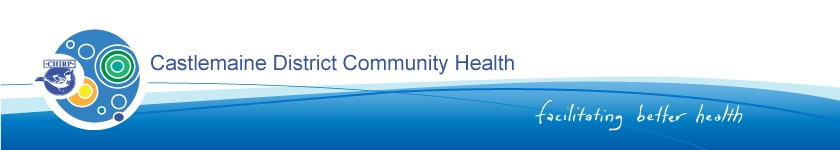 CHIRP
Castlemaine District Community Health
facilitating better health